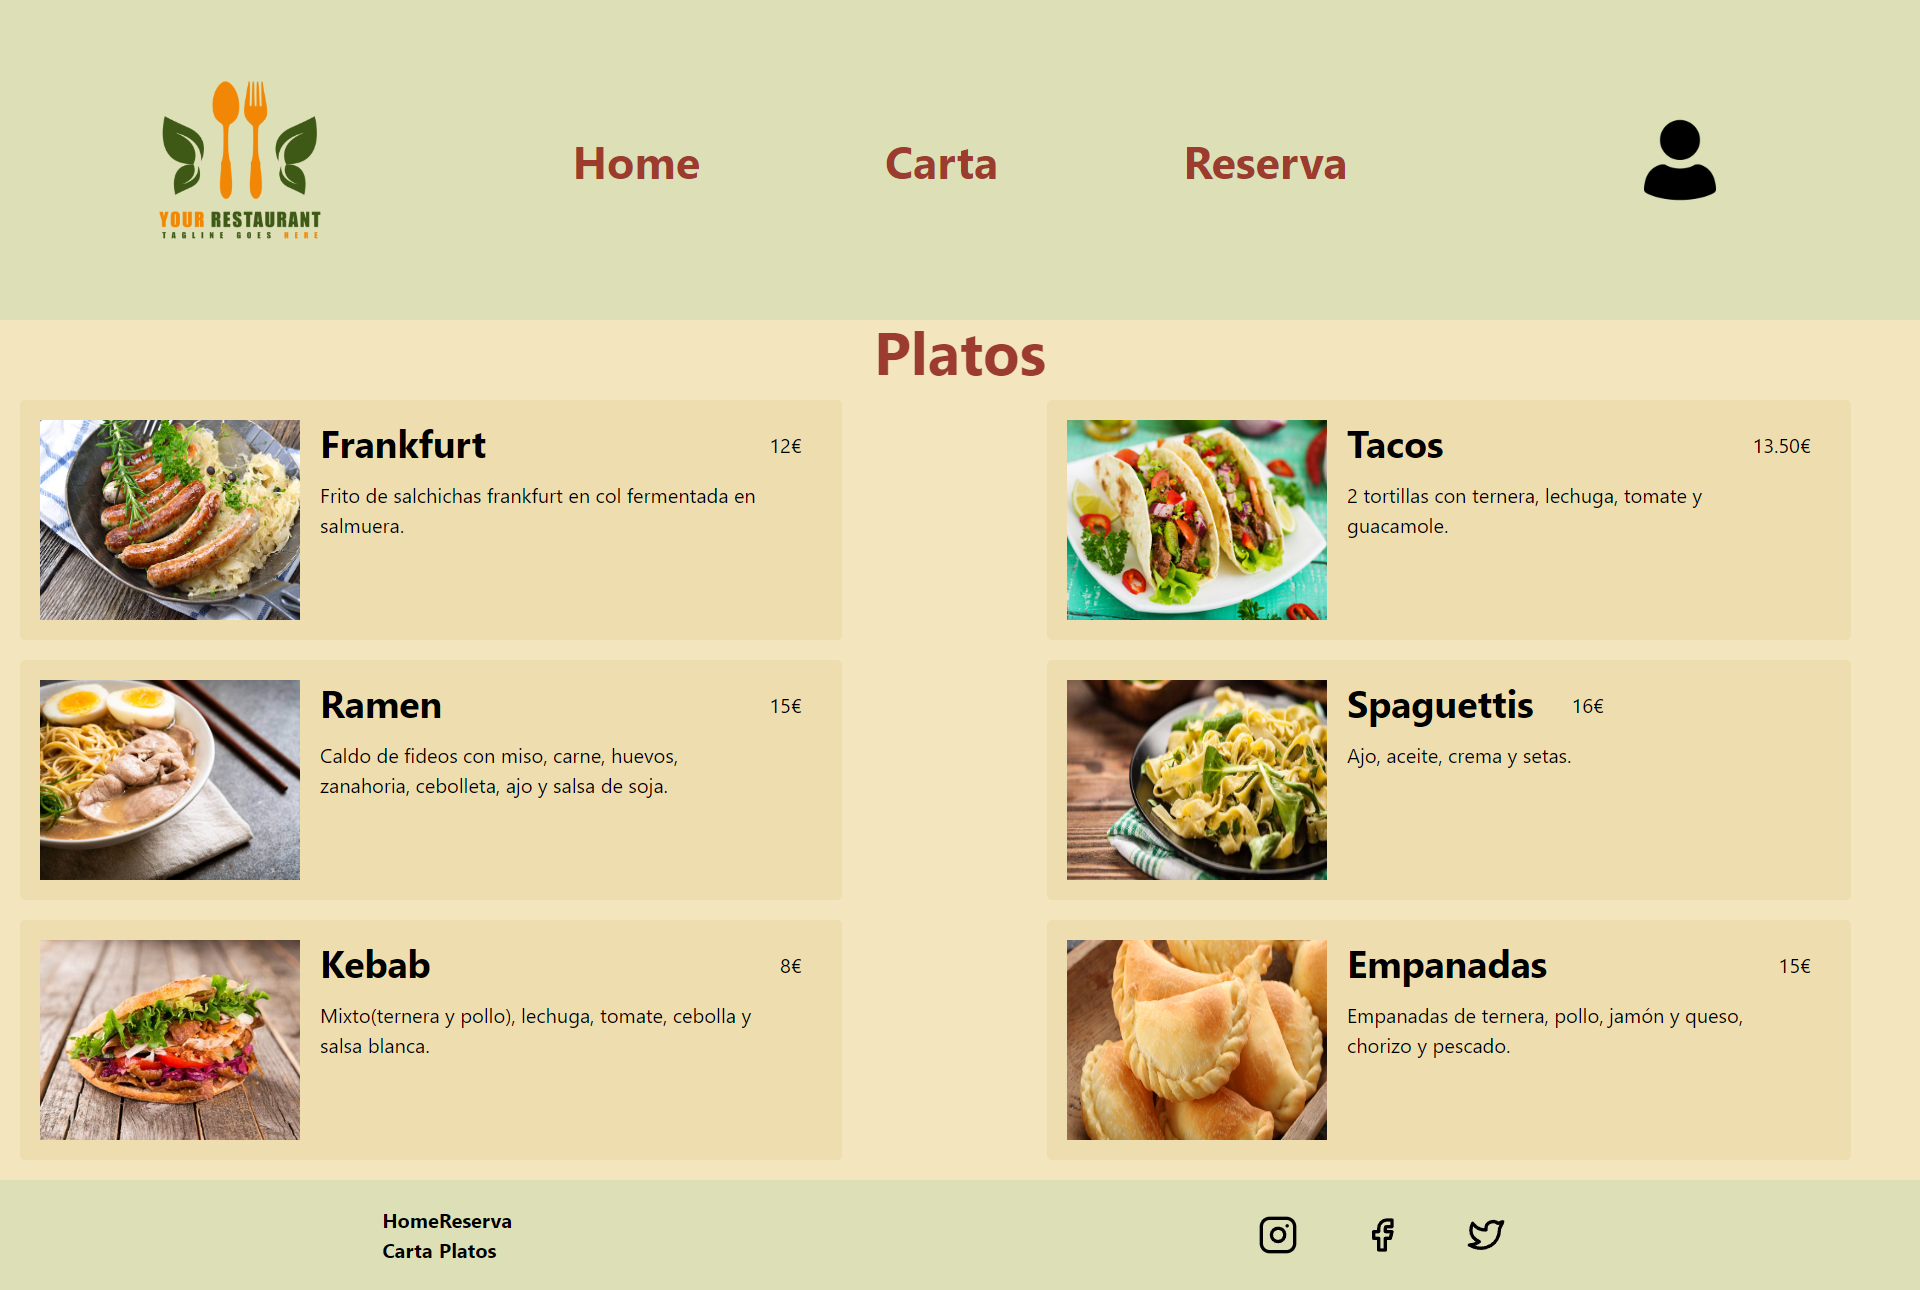 YOUR RESTAURANT
TAGLINE GOES HERE
Home
Carta
Reserva
Platos
Frankfurt
12€
Frito de salchichas frankfurt en col fermentada en
salmuera.
Tacos
13.50€
2 tortillas con ternera, lechuga, tomate y
guacamole.
Ramen
15€
Caldo de fideos con miso, carne, huevos,
zanahoria, cebolleta, ajo y salsa de soja.
Spaguettis
16€
Ajo, aceite, crema y setas.
Kebab
8€
Mixto(ternera y pollo), lechuga, tomate, cebolla y
salsa blanca.
Empanadas
15€
Empanadas de ternera, pollo, jamón y queso,
chorizo y pescado.
HomeReserva
Carta Platos